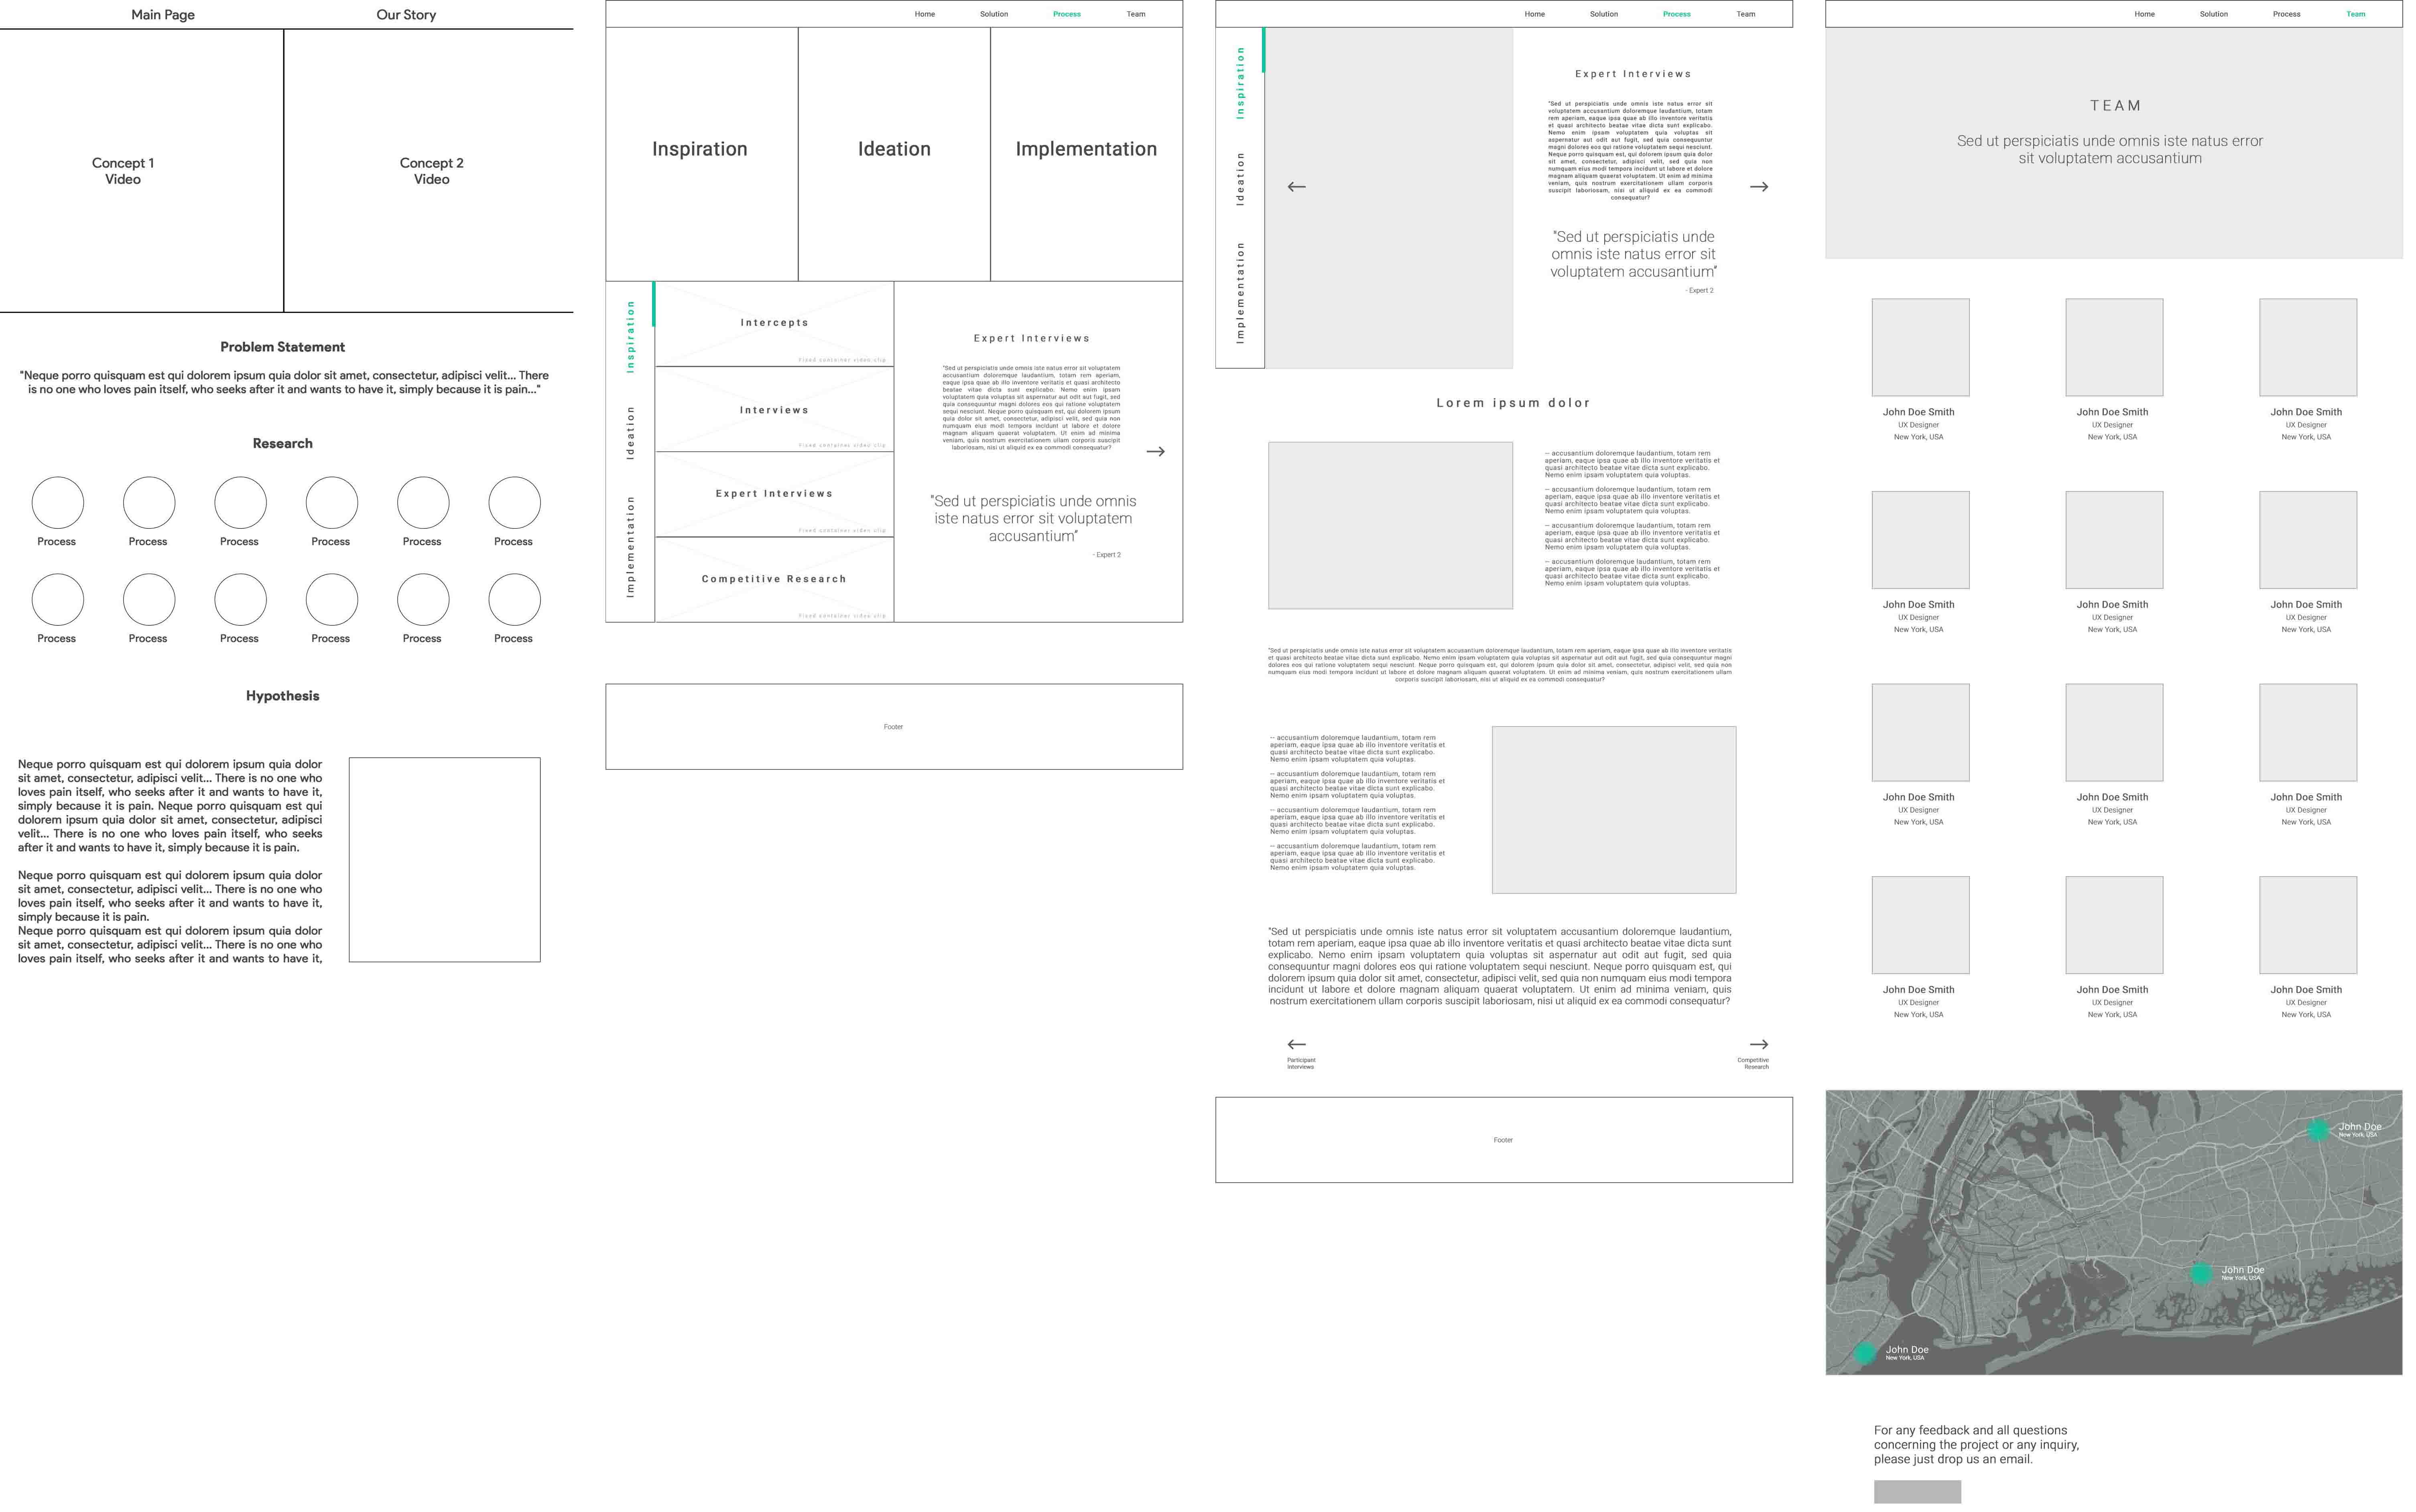 Main Page
Our Story
Concept 1
Video
Concept 2
Video
Problem Statement
"Neque porro quisquam est qui dolorem ipsum quia dolor sit amet, consectetur, adipisci velit... There
is no one who loves pain itself, who seeks after it and wants to have it, simply because it is pain..."
Research
Process
Process
Process
Process
Process
Process
Process
Process
Process
Process
Process
Process
Hypothesis
Neque porro quisquam est qui dolorem ipsum quia dolor
sit amet, consectetur, adipisci velit... There is no one who
loves pain itself, who seeks after it and wants to have it,
simply because it is pain. Neque porro quisquam est qui
dolorem ipsum quia dolor sit amet, consectetur, adipisci
velit... There is no one who loves pain itself, who seeks
after it and wants to have it, simply because it is pain.
Neque porro quisquam est qui dolorem ipsum quia dolor
sit amet, consectetur, adipisci velit... There is no one who
loves pain itself, who seeks after it and wants to have it,
simply because it is pain.
Neque porro quisquam est qui dolorem ipsum quia dolor
sit amet, consectetur, adipisci velit... There is no one who
loves pain itself, who seeks after it and wants to have it,
Home
Solution
Process
Team
Inspiration
Ideation
Implementation
Inspiration
Ideation
Implementation
Intercepts
Fixed container video clip
Interviews
Fixed container video clip
Expert Interviews
Fixed container video clip
Competitive Research
Fixed container video clip
Expert Interviews
"Sed ut perspiciatis unde omnis iste natus error sit voluptatem
accusantium doloremque laudantium, totam rem aperiam,
eaque ipsa quae ab illo inventore veritatis et quasi architecto
beatae vitae dicta sunt explicabo. Nemo enim ipsam
voluptatem quia voluptas sit aspernatur aut odit aut fugit, sed
quia consequuntur magni dolores eos qui ratione voluptatem
sequi nesciunt. Neque porro quisquam est, qui dolorem ipsum
quia dolor sit amet, consectetur, adipisci velit, sed quia non
numquam eius modi tempora incidunt ut labore et dolore
magnam aliquam quaerat voluptatem. Ut enim ad minima
veniam, quis nostrum exercitationem ullam corporis suscipit
laboriosam, nisi ut aliquid ex ea commodi consequatur?
→
"Sed ut perspiciatis unde omnis
iste natus error sit voluptatem
accusantium"
- Expert 2
Footer
Home
Solution
Process
Team
Inspiration
Ideation
Implementation
←
Expert Interviews
"Sed ut perspiciatis unde omnis iste natus error sit
voluptatem accusantium doloremque laudantium, totam
rem aperiam, eaque ipsa quae ab illo inventore veritatis
et quasi architecto beatae vitae dicta sunt explicabo.
Nemo enim ipsam voluptatem quia voluptas sit
aspernatur aut odit aut fugit, sed quia consequuntur
magni dolores eos qui ratione voluptatem sequi nesciunt.
Neque porro quisquam est, qui dolorem ipsum quia dolor
sit amet, consectetur, adipisci velit, sed quia non
numquam eius modi tempora incidunt ut labore et dolore
magnam aliquam quaerat voluptatem. Ut enim ad minima
veniam, quis nostrum exercitationem ullam corporis
suscipit laboriosam, nisi ut aliquid ex ea commodi
consequatur?
→
"Sed ut perspiciatis unde
omnis iste natus error sit
voluptatem accusantium"
- Expert 2
Lorem ipsum dolor
-- accusantium doloremque laudantium, totam rem
aperiam, eaque ipsa quae ab illo inventore veritatis et
quasi architecto beatae vitae dicta sunt explicabo.
Nemo enim ipsam voluptatem quia voluptas.
-- accusantium doloremque laudantium, totam rem
aperiam, eaque ipsa quae ab illo inventore veritatis et
quasi architecto beatae vitae dicta sunt explicabo.
Nemo enim ipsam voluptatem quia voluptas.
-- accusantium doloremque laudantium, totam rem
aperiam, eaque ipsa quae ab illo inventore veritatis et
quasi architecto beatae vitae dicta sunt explicabo.
Nemo enim ipsam voluptatem quia voluptas.
-- accusantium doloremque laudantium, totam rem
aperiam, eaque ipsa quae ab illo inventore veritatis et
quasi architecto beatae vitae dicta sunt explicabo.
Nemo enim ipsam voluptatem quia voluptas.
"Sed ut perspiciatis unde omnis iste natus error sit voluptatem accusantium doloremque laudantium, totam rem aperiam, eaque ipsa quae ab illo inventore veritatis
et quasi architecto beatae vitae dicta sunt explicabo. Nemo enim ipsam voluptatem quia voluptas sit aspernatur aut odit aut fugit, sed quia consequuntur magni
dolores eos qui ratione voluptatem sequi nesciunt. Neque porro quisquam est, qui dolorem ipsum quia dolor sit amet, consectetur, adipisci velit, sed quia non
numquam eius modi tempora incidunt ut labore et dolore magnam aliquam quaerat voluptatem. Ut enim ad minima veniam, quis nostrum exercitationem ullam
corporis suscipit laboriosam, nisi ut aliquid ex ea commodi consequatur?
-- accusantium doloremque laudantium, totam rem
aperiam, eaque ipsa quae ab illo inventore veritatis et
quasi architecto beatae vitae dicta sunt explicabo.
Nemo enim ipsam voluptatem quia voluptas.
-- accusantium doloremque laudantium, totam rem
aperiam, eaque ipsa quae ab illo inventore veritatis et
quasi architecto beatae vitae dicta sunt explicabo.
Nemo enim ipsam voluptatem quia voluptas.
-- accusantium doloremque laudantium, totam rem
aperiam, eaque ipsa quae ab illo inventore veritatis et
quasi architecto beatae vitae dicta sunt explicabo.
Nemo enim ipsam voluptatem quia voluptas.
-- accusantium doloremque laudantium, totam rem
aperiam, eaque ipsa quae ab illo inventore veritatis et
quasi architecto beatae vitae dicta sunt explicabo.
Nemo enim ipsam voluptatem quia voluptas.
"Sed ut perspiciatis unde omnis iste natus error sit voluptatem accusantium doloremque laudantium,
totam rem aperiam, eaque ipsa quae ab illo inventore veritatis et quasi architecto beatae vitae dicta sunt
explicabo. Nemo enim ipsam voluptatem quia voluptas sit aspernatur aut odit aut fugit, sed quia
consequuntur magni dolores eos qui ratione voluptatem sequi nesciunt. Neque porro quisquam est, qui
dolorem ipsum quia dolor sit amet, consectetur, adipisci velit, sed quia non numquam eius modi tempora
incidunt ut labore et dolore magnam aliquam quaerat voluptatem. Ut enim ad minima veniam, quis
nostrum exercitationem ullam corporis suscipit laboriosam, nisi ut aliquid ex ea commodi consequatur?
←
Participant
Interviews
→
Competitive
Research
Footer
Home
Solution
Process
Team
TEAM
Sed ut perspiciatis unde omnis iste natus error
sit voluptatem accusantium
John Doe Smith
UX Designer
New York, USA
John Doe Smith
UX Designer
New York, USA
John Doe Smith
UX Designer
New York, USA
John Doe Smith
UX Designer
New York, USA
John Doe Smith
UX Designer
New York, USA
John Doe Smith
UX Designer
New York, USA
John Doe Smith
UX Designer
New York, USA
John Doe Smith
UX Designer
New York, USA
John Doe Smith
UX Designer
New York, USA
John Doe Smith
UX Designer
New York, USA
John Doe Smith
UX Designer
New York, USA
John Doe Smith
UX Designer
New York, USA
John Doe
New York, USA
John Doe
New York, USA
John Doe
New York, USA
For any feedback and all questions
concerning the project or any inquiry,
please just drop us an email.